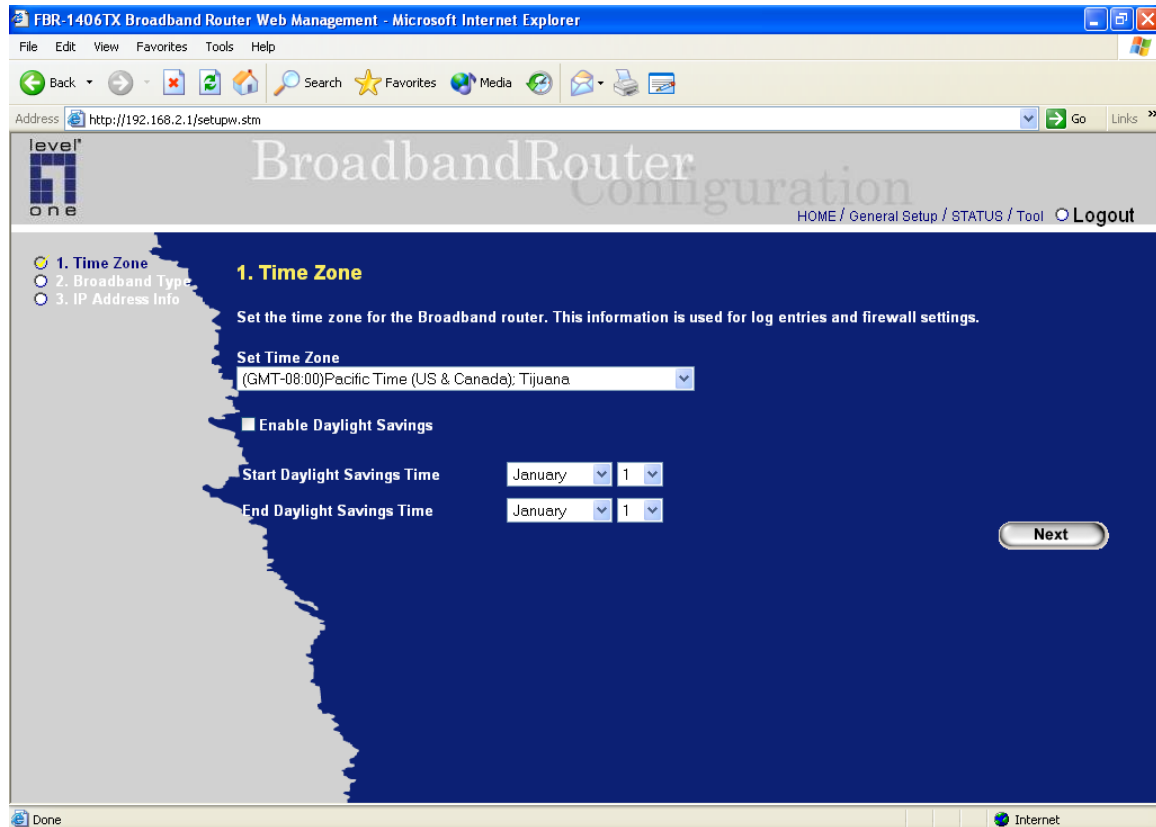 FBR-1406TX Broadband Router Web Management - Microsoft Internet Explorer
File Edit View Favorites Tools Help
Back Search Favorites Media
Address http://192.168.2.1/setupw.stm Go Links »
level one
BroadbandRouter
Configuration
HOME / General Setup / STATUS / Tool Logout
1. Time Zone
2. Broadband Type
3. IP Address Info
1. Time Zone
Set the time zone for the Broadband router. This information is used for log entries and firewall settings.
Set Time Zone
(GMT-08:00)Pacific Time (US & Canada); Tijuana
Enable Daylight Savings
Start Daylight Savings Time January 1
End Daylight Savings Time January 1
Next
Done Internet